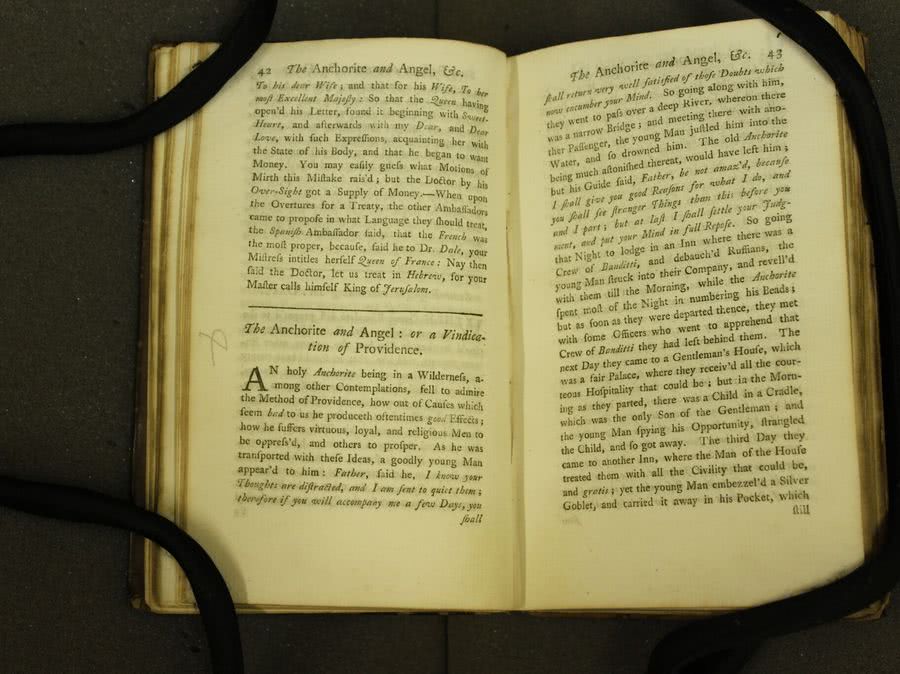 42 The Anchorite and Angel, &c.
To his dear Wife; and that for his Wife, To her
moſt Excellent Majeſty: So that the Queen having
open'd his Letter, found it beginning with Sweet-
Heart, and afterwards with my Dear, and Dear
Love, with ſuch Expreſſions, acquainting her with
the State of his Body, and that he began to want
Money. You may eaſily gueſs what Motions of
Mirth this Miſtake rais'd; but the Doctor by his
Over-Sight got a Supply of Money.—When upon
the Overtures for a Treaty, the other Ambaſſadors
came to propoſe in what Language they ſhould treat,
the Spaniſh Ambaſſador ſaid, that the French was
the moſt proper, becauſe, ſaid he to Dr. Dale, your
Miſtreſs intitles herſelf Queen of France: Nay then
ſaid the Doctor, let us treat in Hebrew, for your
Maſter calls himſelf King of Jeruſalem.
The Anchorite and Angel: or a Vindica-
tion of Providence.
AN holy Anchorite being in a Wilderneſs, a-
mong other Contemplations, fell to admire
the Method of Providence, how out of Cauſes which
ſeem bad to us he produceth oftentimes good Effects;
how he ſuffers virtuous, loyal, and religious Men to
be oppreſs'd, and others to proſper. As he was
tranſported with theſe Ideas, a goodly young Man
appear'd to him: Father, ſaid he, I know your
Thoughts are diſtracted, and I am ſent to quiet them;
therefore if you will accompany me a few Days, you
ſhall
The Anchorite and Angel, &c. 43
ſhall return very well ſatisfied of thoſe Doubts which
now encumber your Mind. So going along with him,
they went to paſs over a deep River, whereon there
was a narrow Bridge; and meeting there with ano-
ther Paſſenger, the young Man juſtled him into the
Water, and ſo drowned him. The old Anchorite
being much aſtoniſhed thereat, would have left him;
but his Guide ſaid, Father, be not amaz'd, becauſe
I ſhall give you good Reaſons for what I do, and
you ſhall ſee ſtranger Things than this before you
and I part; but at laſt I ſhall ſettle your Judg-
ment, and put your Mind in full Repoſe. So going
that Night to lodge in an Inn where there was a
Crew of Banditti, and debauch'd Ruffians, the
young Man ſtruck into their Company, and revell'd
with them till the Morning, while the Anchorite
ſpent moſt of the Night in numbering his Beads;
but as ſoon as they were departed thence, they met
with ſome Officers who went to apprehend that
Crew of Banditti they had left behind them. The
next Day they came to a Gentleman's Houſe, which
was a fair Palace, where they receiv'd all the cour-
teous Hoſpitality that could be; but in the Morn-
ing as they parted, there was a Child in a Cradle,
which was the only Son of the Gentleman; and
the young Man ſpying his Opportunity, ſtrangled
the Child, and ſo got away. The third Day they
came to another Inn, where the Man of the Houſe
treated them with all the Civility that could be,
and gratis; yet the young Man embezzel'd a Silver
Goblet, and carried it away in his Pocket, which
ſtill